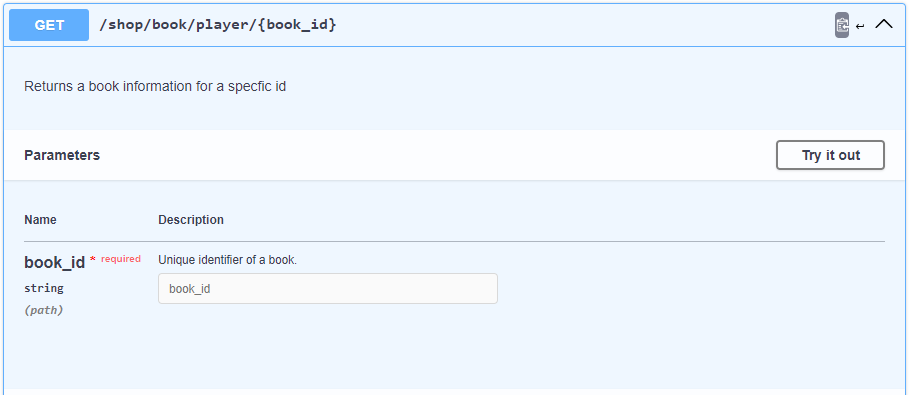 GET /shop/book/player/{book_id}
Returns a book information for a specfic id
Parameters Try it out
Name Description
book_id * required Unique identifier of a book.
string book_id
(path)